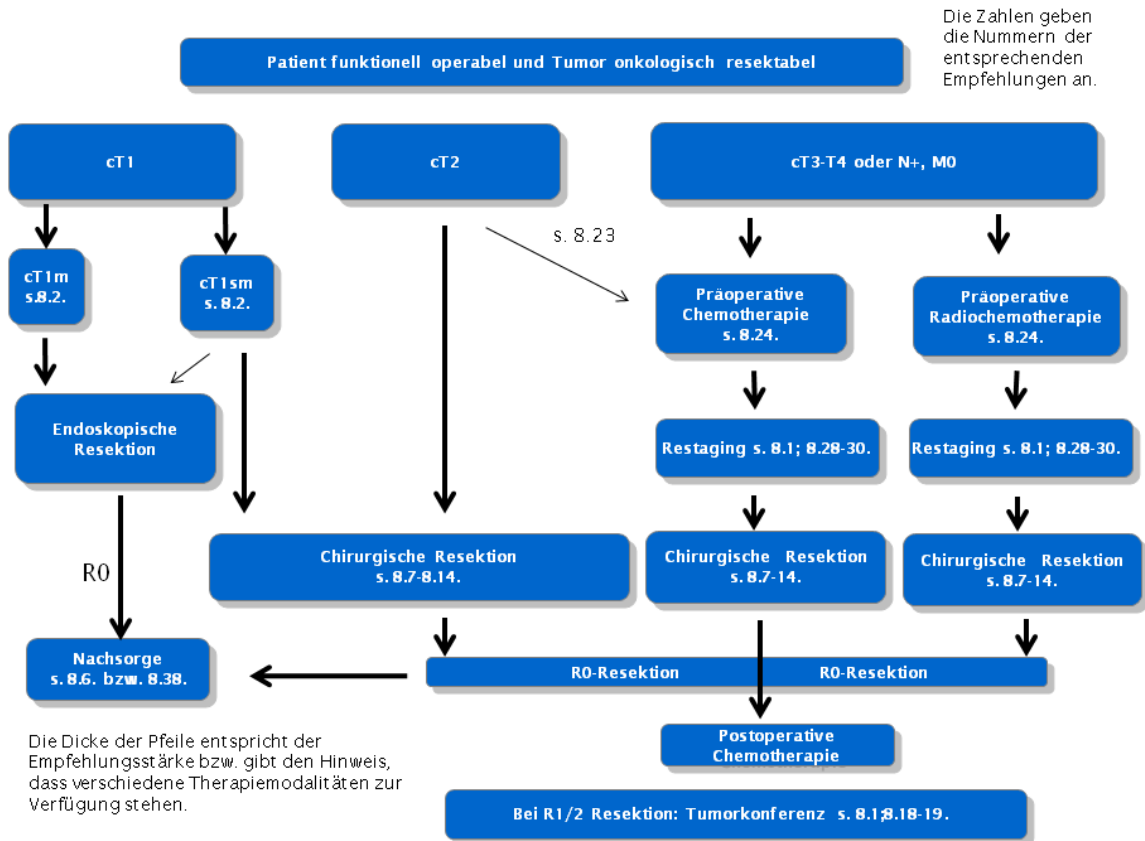 Die Zahlen geben
die Nummern der
entsprechenden
Empfehlungen an.
Patient funktionell operabel und Tumor onkologisch resektabel
cT1
cT2
cT3-T4 oder N+, M0
s. 8.23
cT1m
s.8.2.
cT1sm
s. 8.2.
Präoperative
Chemotherapie
s. 8.24.
Präoperative
Radiochemotherapie
s. 8.24.
Endoskopische
Resektion
Restaging s. 8.1; 8.28-30.
Restaging s. 8.1; 8.28-30.
Chirurgische Resektion
s. 8.7-8.14.
Chirurgische Resektion
s. 8.7-14.
Chirurgische Resektion
s. 8.7-14.
R0
Nachsorge
s. 8.6. bzw. 8.38.
R0-Resektion
R0-Resektion
Postoperative
Chemotherapie
Die Dicke der Pfeile entspricht der
Empfehlungsstärke bzw. gibt den Hinweis,
dass verschiedene Therapiemodalitäten zur
Verfügung stehen.
Bei R1/2 Resektion: Tumorkonferenz s. 8.1;8.18-19.